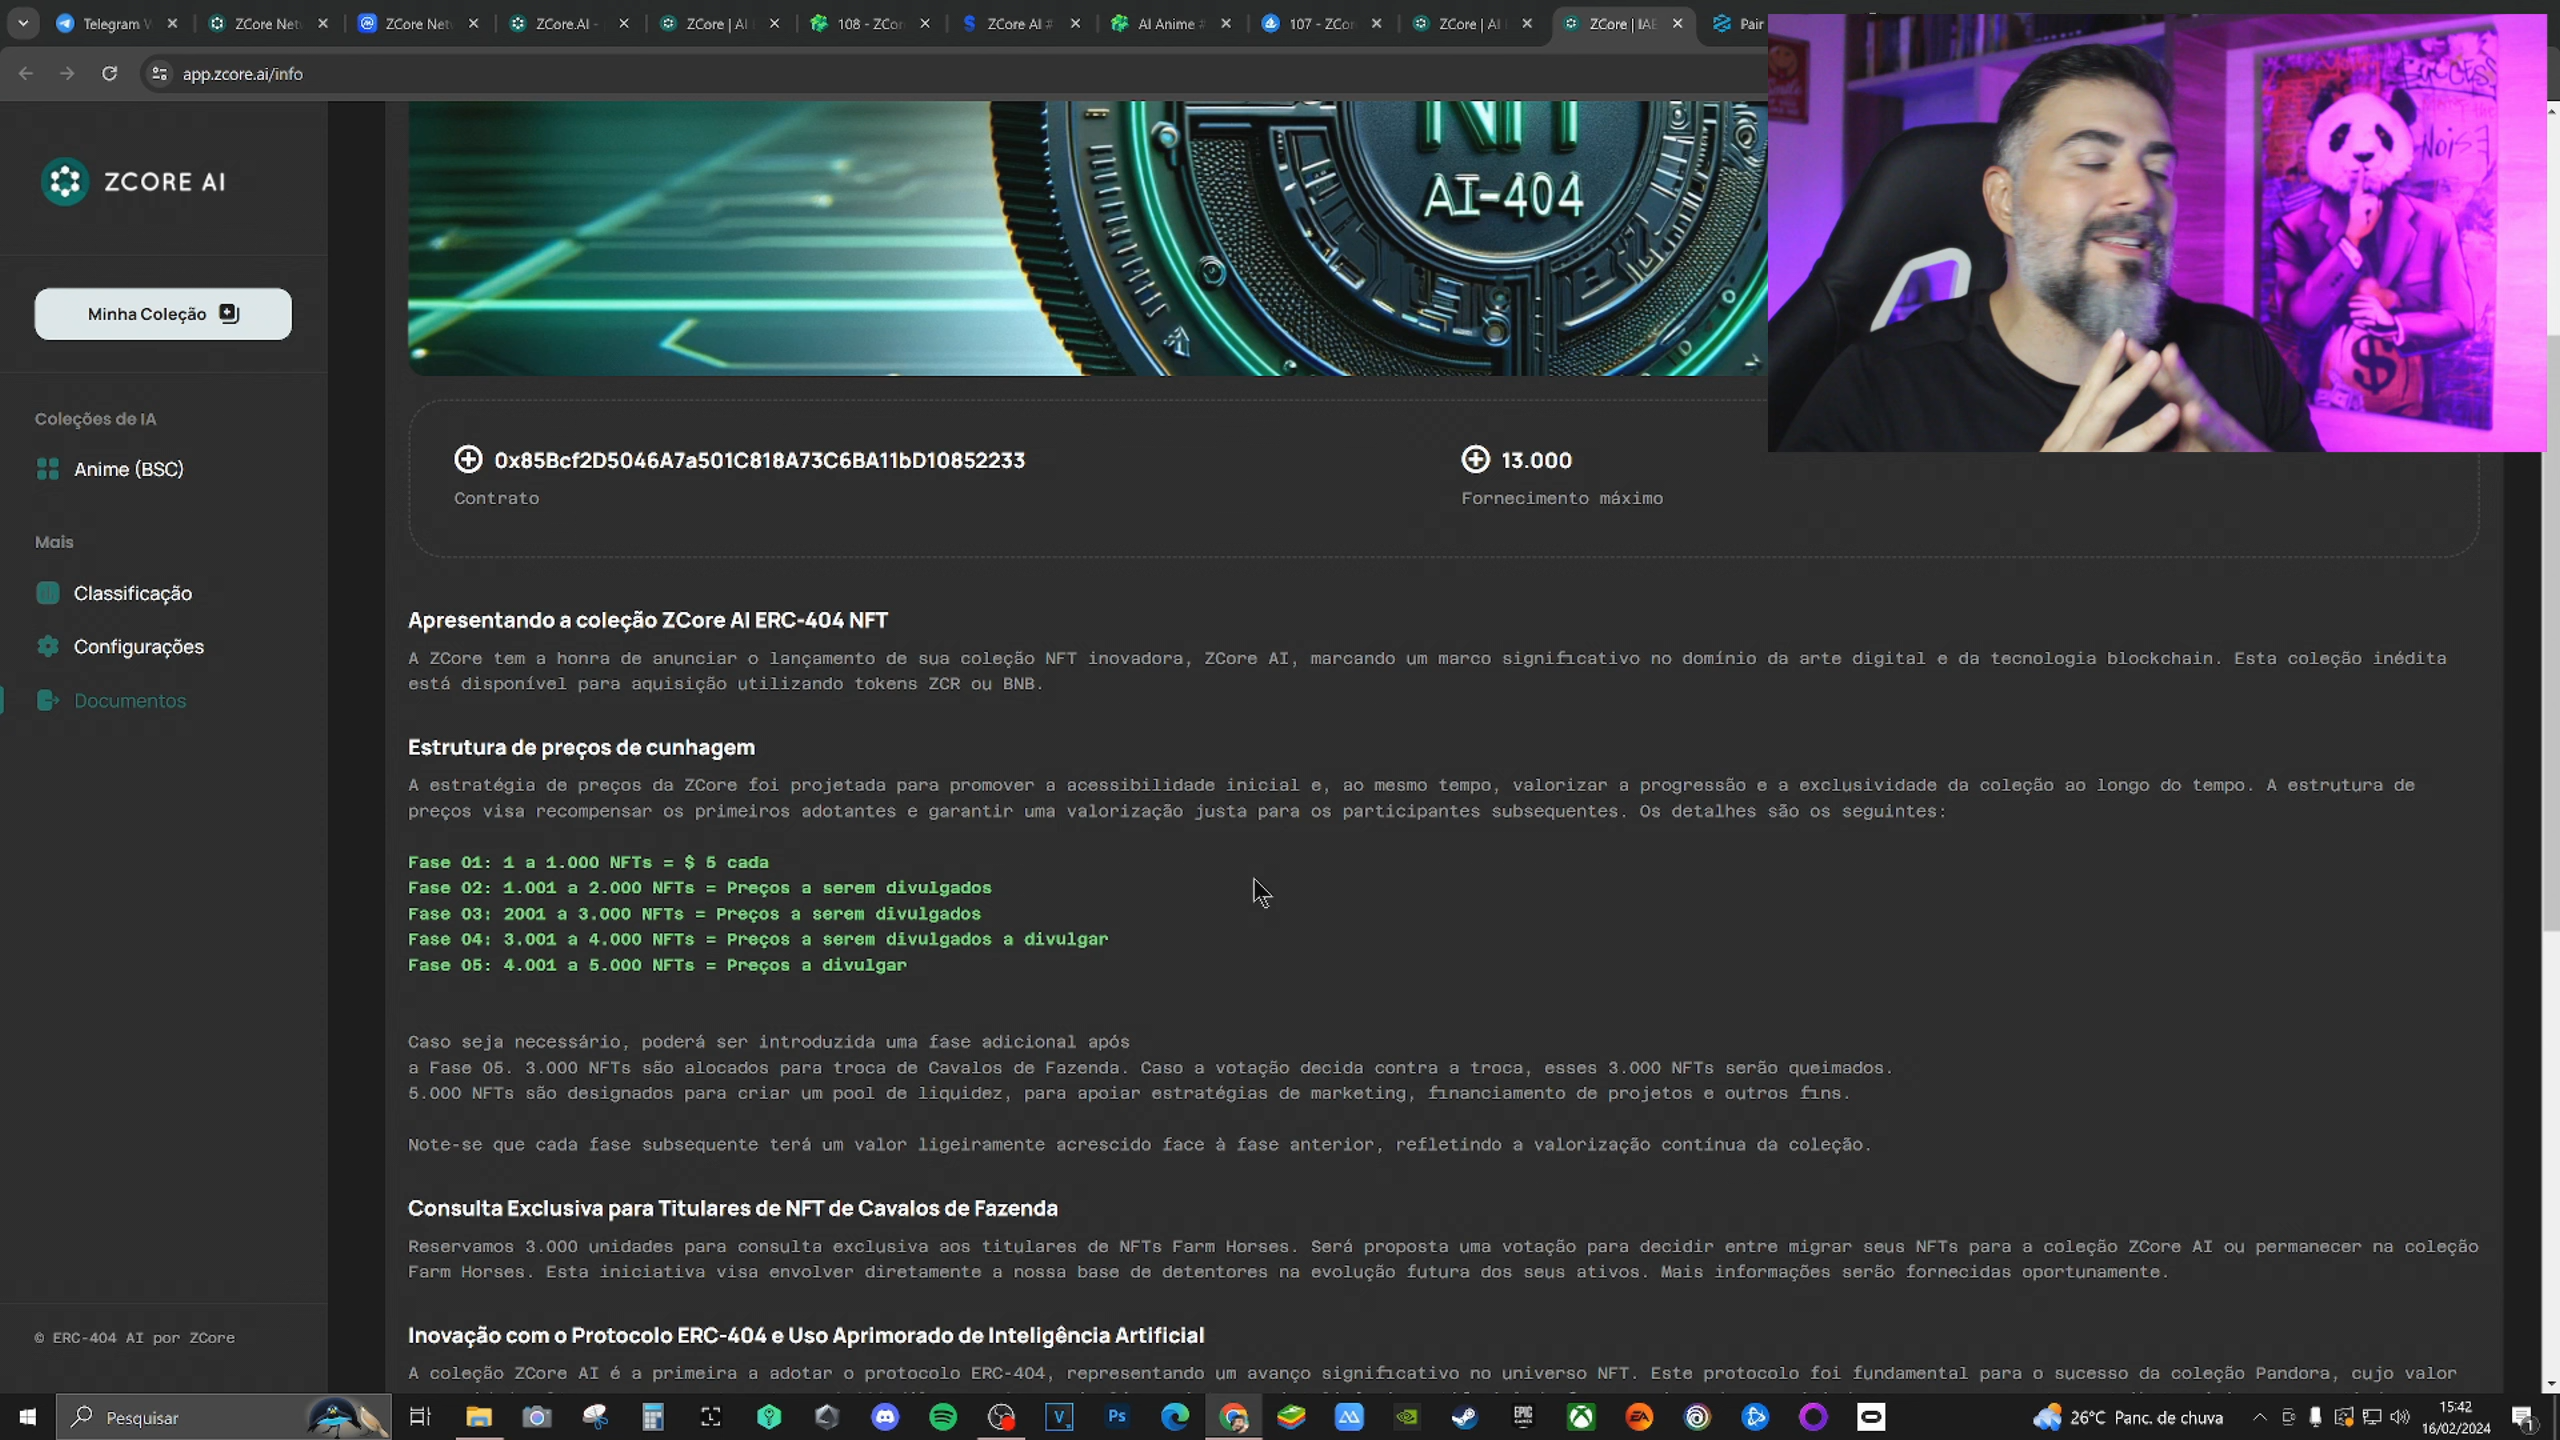 Telegram W
ZCore Net
ZCore Net
ZCore.AI -
ZCore | AI
108 - ZCo
ZCore AI #
AI Anime #
107 - ZCo
ZCore | AI
ZCore | IAE
Pair
app.zcore.ai/info
ZCORE AI
Minha Coleção
Coleções de IA
Anime (BSC)
Mais
Classificação
Configurações
Documentos
© ERC-404 AI por ZCore
AI-404
SUCCESS
NOISE
$
0x85Bcf2D5046A7a501C818A73C6BA11bD10852233
Contrato
13.000
Fornecimento máximo
Apresentando a coleção ZCore AI ERC-404 NFT
A ZCore tem a honra de anunciar o lançamento de sua coleção NFT inovadora, ZCore AI, marcando um marco significativo no domínio da arte digital e da tecnologia blockchain. Esta coleção inédita
está disponível para aquisição utilizando tokens ZCR ou BNB.
Estrutura de preços de cunhagem
A estratégia de preços da ZCore foi projetada para promover a acessibilidade inicial e, ao mesmo tempo, valorizar a progressão e a exclusividade da coleção ao longo do tempo. A estrutura de
preços visa recompensar os primeiros adotantes e garantir uma valorização justa para os participantes subsequentes. Os detalhes são os seguintes:
Fase 01: 1 a 1.000 NFTs = $ 5 cada
Fase 02: 1.001 a 2.000 NFTs = Preços a serem divulgados
Fase 03: 2001 a 3.000 NFTs = Preços a serem divulgados
Fase 04: 3.001 a 4.000 NFTs = Preços a serem divulgados a divulgar
Fase 05: 4.001 a 5.000 NFTs = Preços a divulgar
Caso seja necessário, poderá ser introduzida uma fase adicional após
a Fase 05. 3.000 NFTs são alocados para troca de Cavalos de Fazenda. Caso a votação decida contra a troca, esses 3.000 NFTs serão queimados.
5.000 NFTs são designados para criar um pool de liquidez, para apoiar estratégias de marketing, financiamento de projetos e outros fins.
Note-se que cada fase subsequente terá um valor ligeiramente acrescido face à fase anterior, refletindo a valorização contínua da coleção.
Consulta Exclusiva para Titulares de NFT de Cavalos de Fazenda
Reservamos 3.000 unidades para consulta exclusiva aos titulares de NFTs Farm Horses. Será proposta uma votação para decidir entre migrar seus NFTs para a coleção ZCore AI ou permanecer na coleção
Farm Horses. Esta iniciativa visa envolver diretamente a nossa base de detentores na evolução futura dos seus ativos. Mais informações serão fornecidas oportunamente.
Inovação com o Protocolo ERC-404 e Uso Aprimorado de Inteligência Artificial
A coleção ZCore AI é a primeira a adotar o protocolo ERC-404, representando um avanço significativo no universo NFT. Este protocolo foi fundamental para o sucesso da coleção Pandora, cujo valor
Pesquisar
V
Ps
EPIC GAMES
EA
26°C Panc. de chuva
15:42
16/02/2024
1